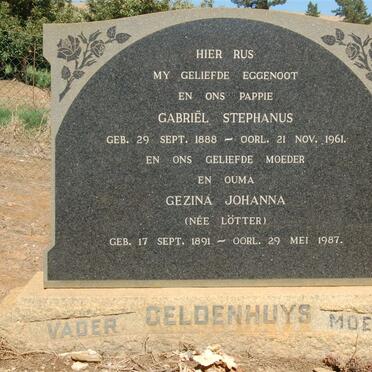 HIER RUS
MY GELIEFDE EGGENOOT
EN ONS PAPPIE
GABRIËL STEPHANUS
GEB. 29 SEPT. 1888 — OORL. 21 NOV. 1961.
EN ONS GELIEFDE MOEDER
EN OUMA
GEZINA JOHANNA
(NÉE LÖTTER)
GEB. 17 SEPT. 1891 — OORL. 29 MEI 1987.
VADER GELDENHUYS MOE